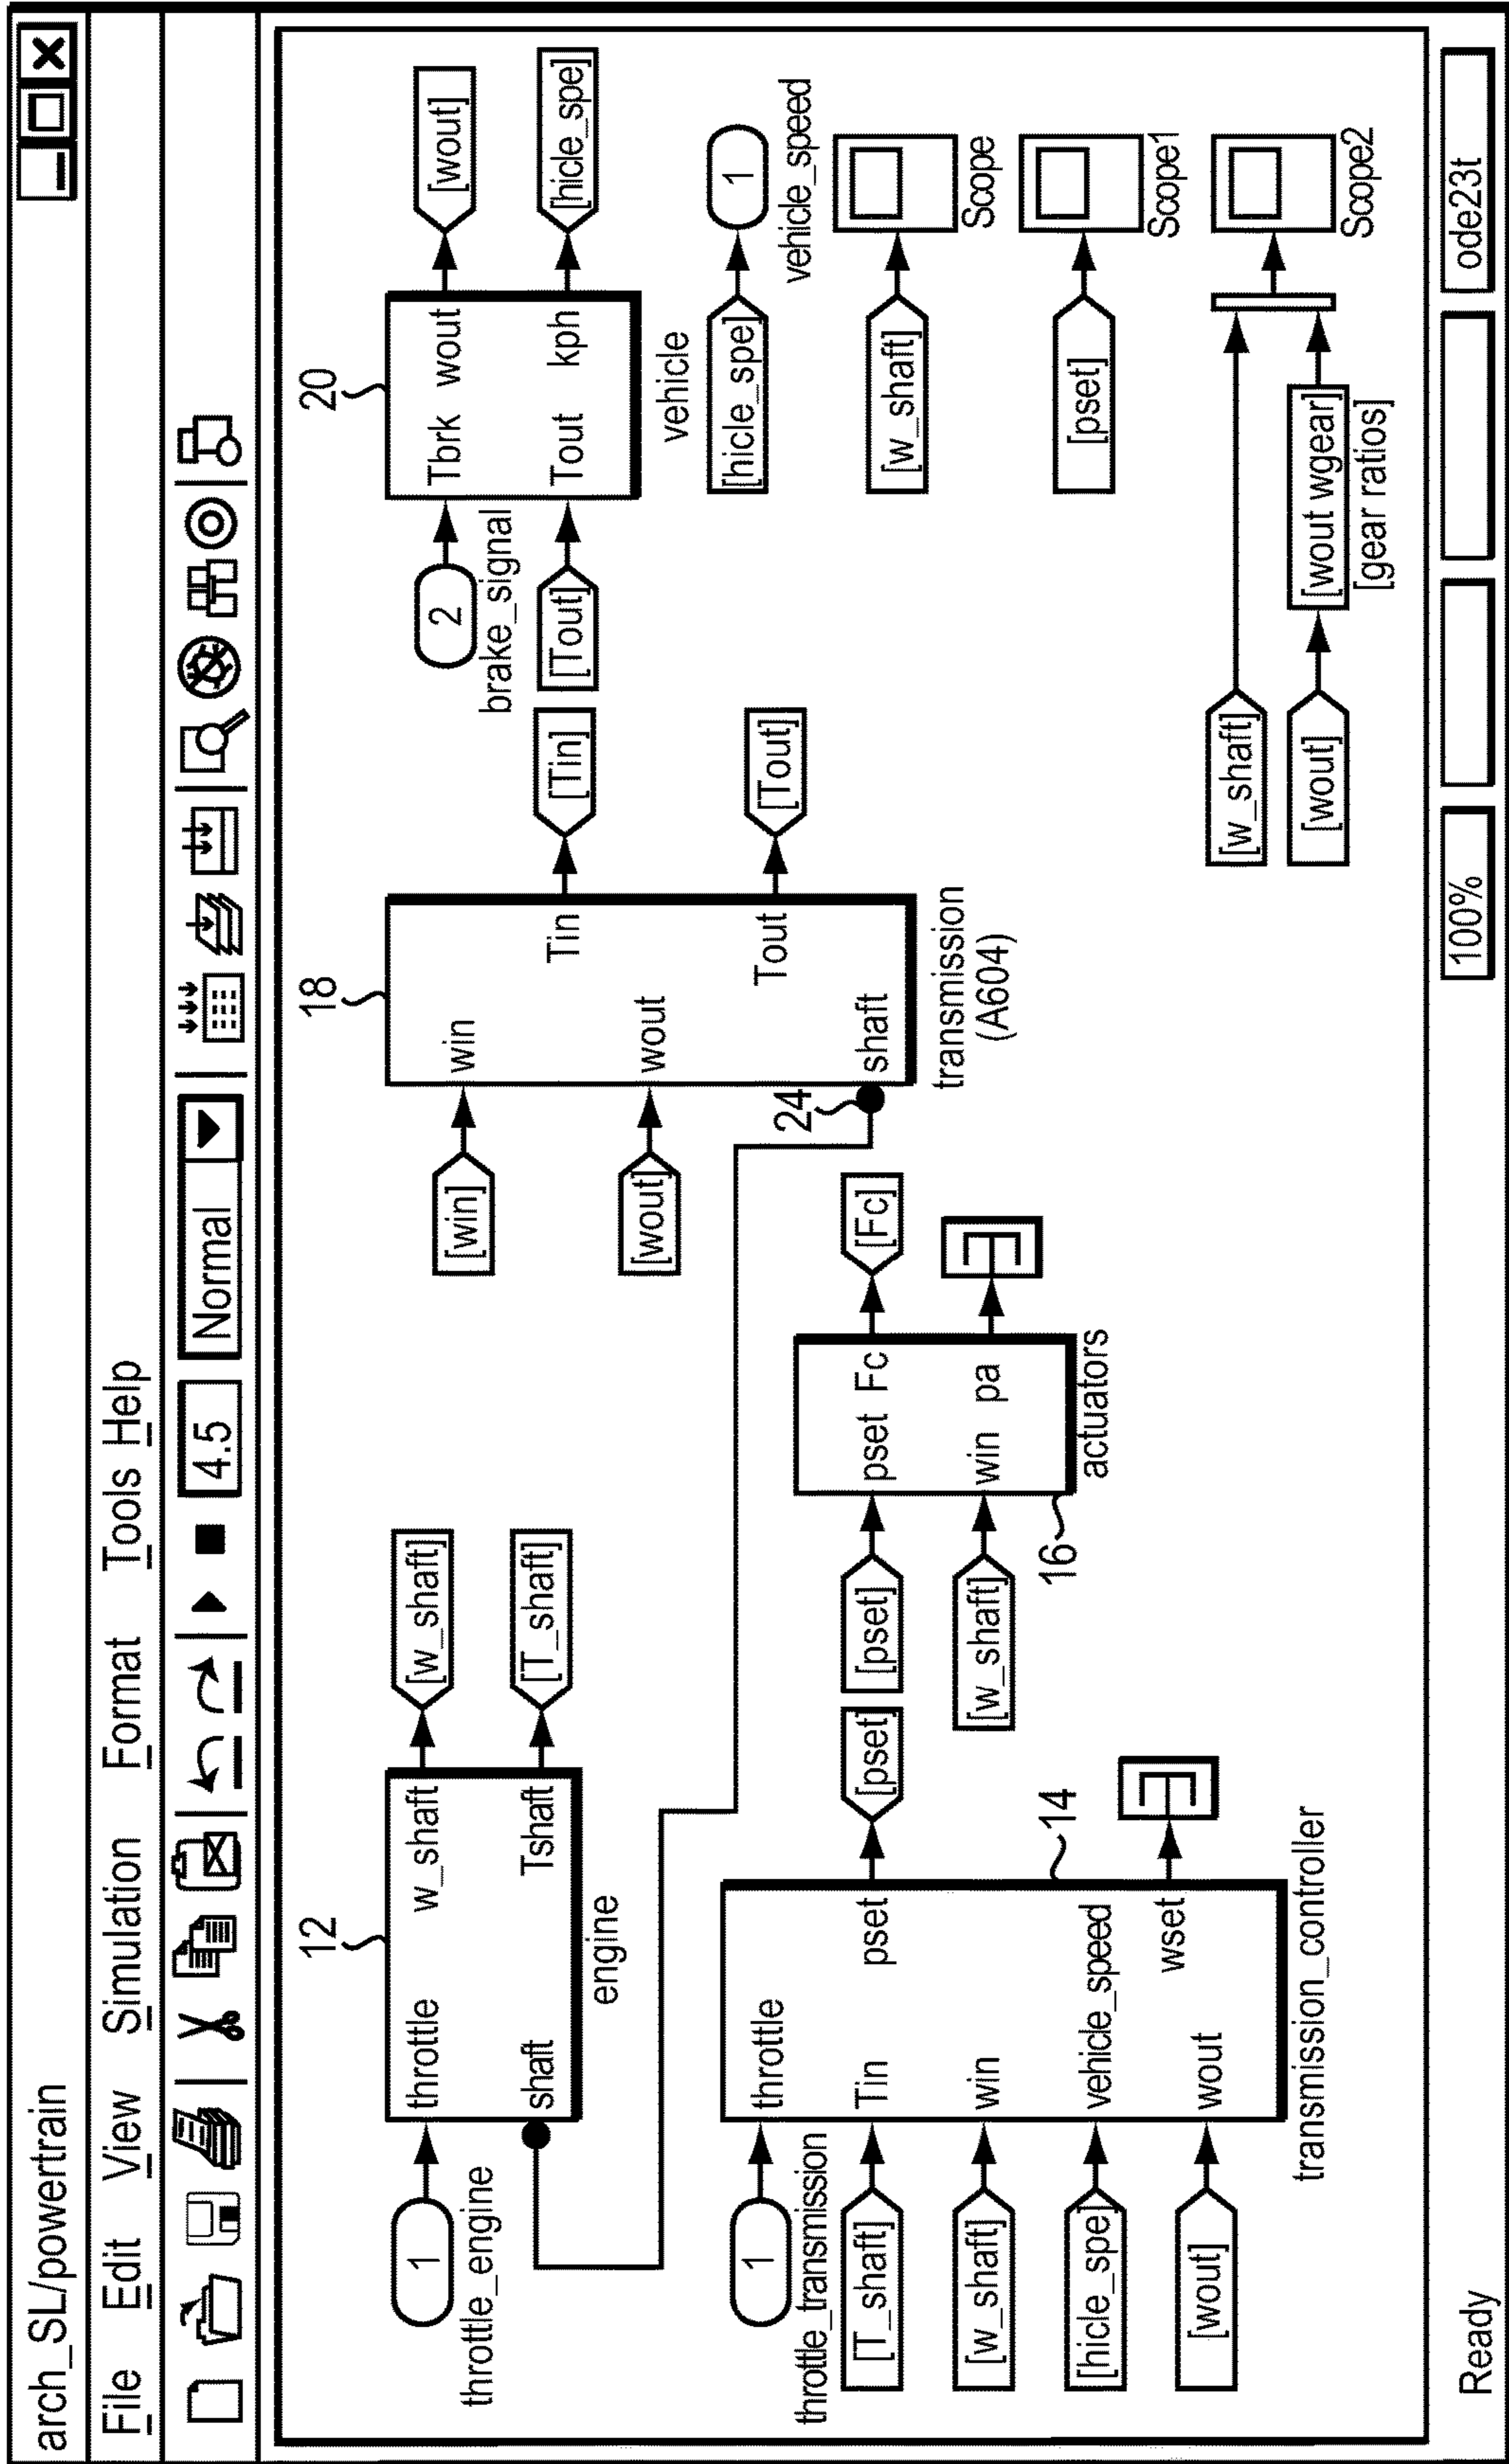 arch_SL/powertrain
File Edit View Simulation Format Tools Help
4.5 Normal
12
throttle w_shaft
shaft Tshaft
engine
1
throttle_engine
[w_shaft]
[T_shaft]
18
[win]
[wout]
win
Tin
wout
Tout
shaft
24
transmission
(A604)
[Tin]
[Tout]
20
2
brake_signal
[Tout]
Tbrk wout
Tout kph
vehicle
[wout]
[hicle_spe]
1
throttle_transmission
[T_shaft]
[w_shaft]
[hicle_spe]
[wout]
throttle
Tin pset
win
vehicle_speed
wset
wout
14
transmission_controller
[pset]
[pset]
[w_shaft]
pset Fc
win pa
16
actuators
[Fc]
[hicle_spe]
1
vehicle_speed
[w_shaft]
Scope
[pset]
Scope1
[w_shaft]
[wout]
[wout wgear]
[gear ratios]
Scope2
Ready 100% ode23t